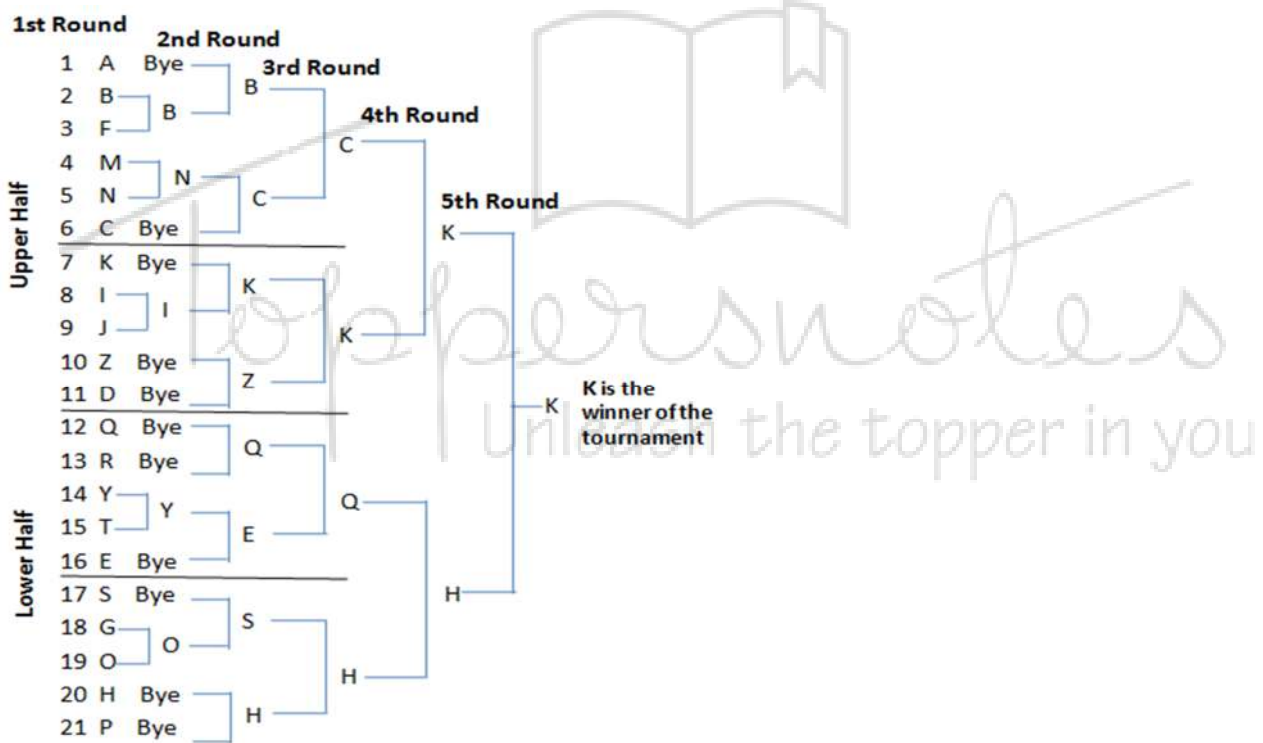 1st Round
2nd Round
3rd Round
4th Round
5th Round
Upper Half
Lower Half
1 A Bye
2 B
3 F
B
B
4 M
5 N
N
6 C Bye
C
C
7 K Bye
8 I
9 J
I
K
10 Z Bye
11 D Bye
Z
K
K
12 Q Bye
13 R Bye
Q
14 Y
15 T
Y
16 E Bye
E
Q
17 S Bye
18 G
19 O
O
S
20 H Bye
21 P Bye
H
H
H
K
K is the
winner of the
tournament
Toppersnotes
Unleash the topper in you